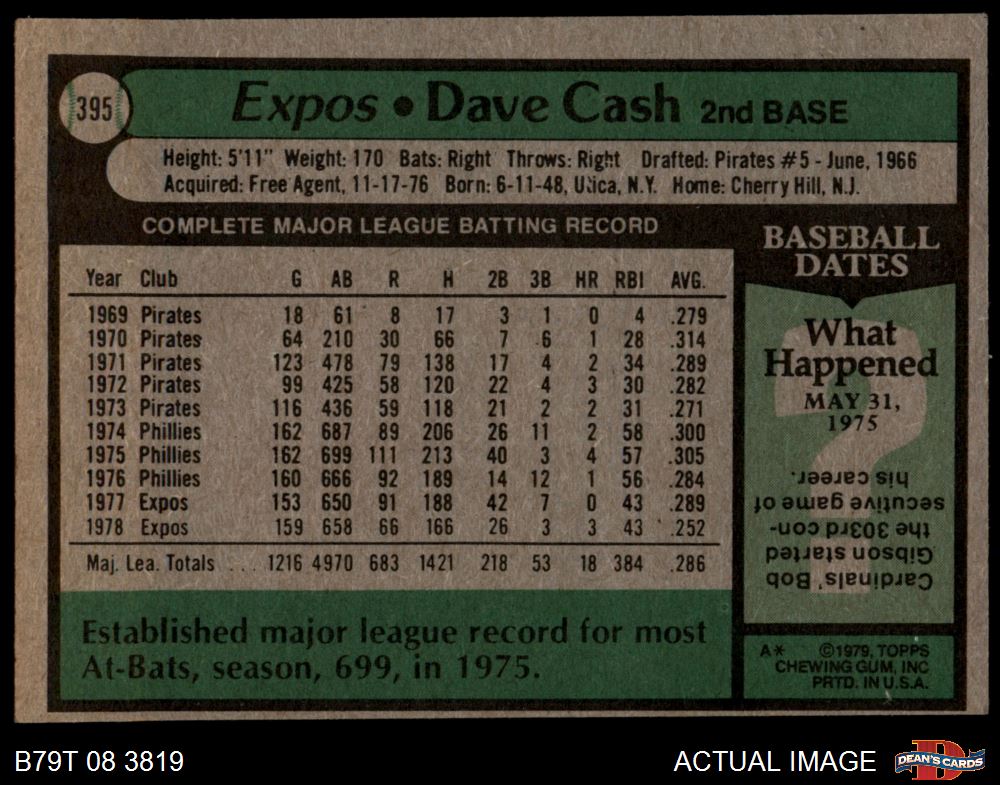 395
Expos • Dave Cash 2nd BASE
Height: 5'11" Weight: 170 Bats: Right Throws: Right Drafted: Pirates #5 - June, 1966
Acquired: Free Agent, 11-17-76 Born: 6-11-48, Utica, N.Y. Home: Cherry Hill, N.J.
COMPLETE MAJOR LEAGUE BATTING RECORD
Year Club G AB R H 2B 3B HR RBI AVG.
1969 Pirates 18 61 8 17 3 1 0 4 .279
1970 Pirates 64 210 30 66 7 6 1 28 .314
1971 Pirates 123 478 79 138 17 4 2 34 .289
1972 Pirates 99 425 58 120 22 4 3 30 .282
1973 Pirates 116 436 59 118 21 2 2 31 .271
1974 Phillies 162 687 89 206 26 11 2 58 .300
1975 Phillies 162 699 111 213 40 3 4 57 .305
1976 Phillies 160 666 92 189 14 12 1 56 .284
1977 Expos 153 650 91 188 42 7 0 43 .289
1978 Expos 159 658 66 166 26 3 3 43 .252
Maj. Lea. Totals ... 1216 4970 683 1421 218 53 18 384 .286
Established major league record for most
At-Bats, season, 699, in 1975.
BASEBALL
DATES
What
Happened
MAY 31,
1975
?
Cardinals' Bob
Gibson started
the 303rd con-
secutive game of
his career.
A* ©1979, TOPPS
CHEWING GUM, INC
PRTD. IN U.S.A.
B79T 08 3819
ACTUAL IMAGE
DEAN'S CARDS